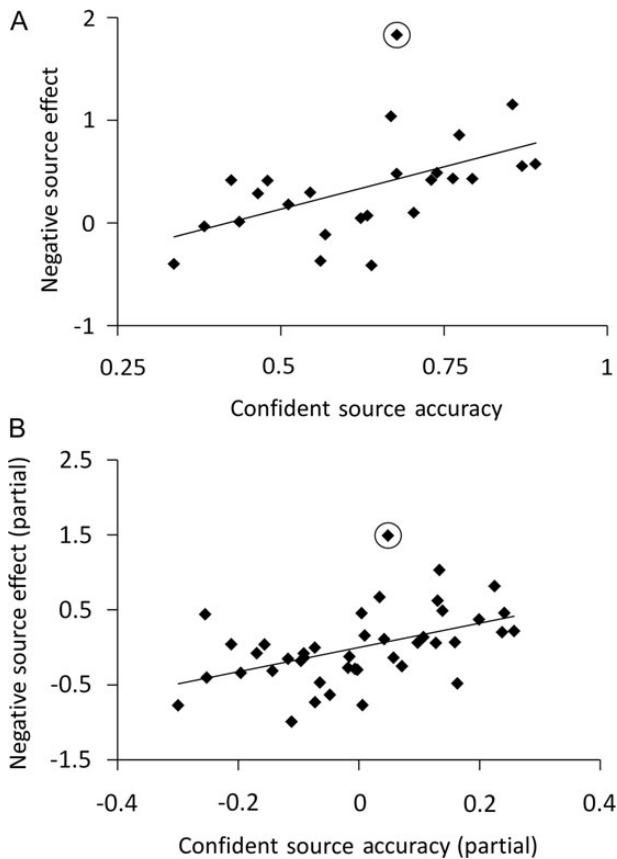 A
Negative source effect
2
1
0
-1
0.25 0.5 0.75 1
Confident source accuracy
B
Negative source effect (partial)
2.5
1.5
0.5
-0.5
-1.5
-0.4 -0.2 0 0.2 0.4
Confident source accuracy (partial)